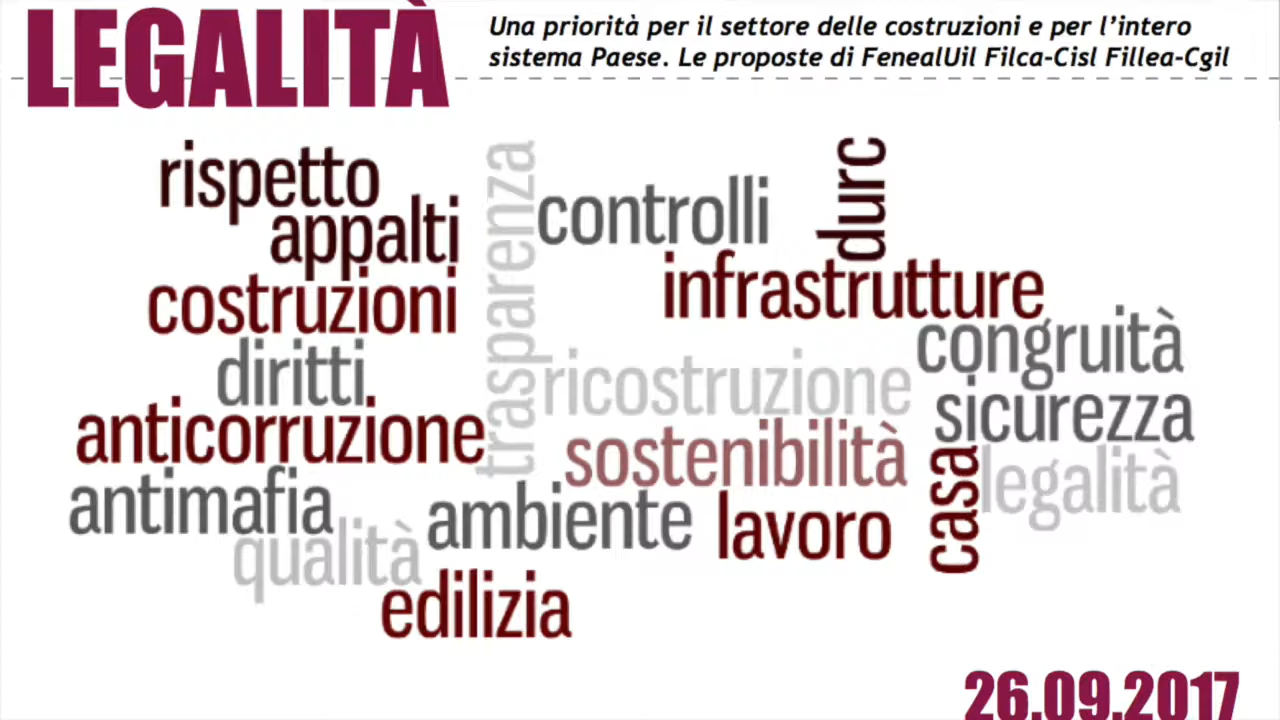 LEGALITÀ
Una priorità per il settore delle costruzioni e per l’intero
sistema Paese. Le proposte di FenealUil Filca-Cisl Fillea-Cgil
rispetto
appalti
costruzioni
diritti
anticorruzione
antimafia
qualità
edilizia
trasparenza
controlli
durc
infrastrutture
congruità
ricostruzione
sicurezza
sostenibilità
legalità
casa
ambiente
lavoro
26.09.2017